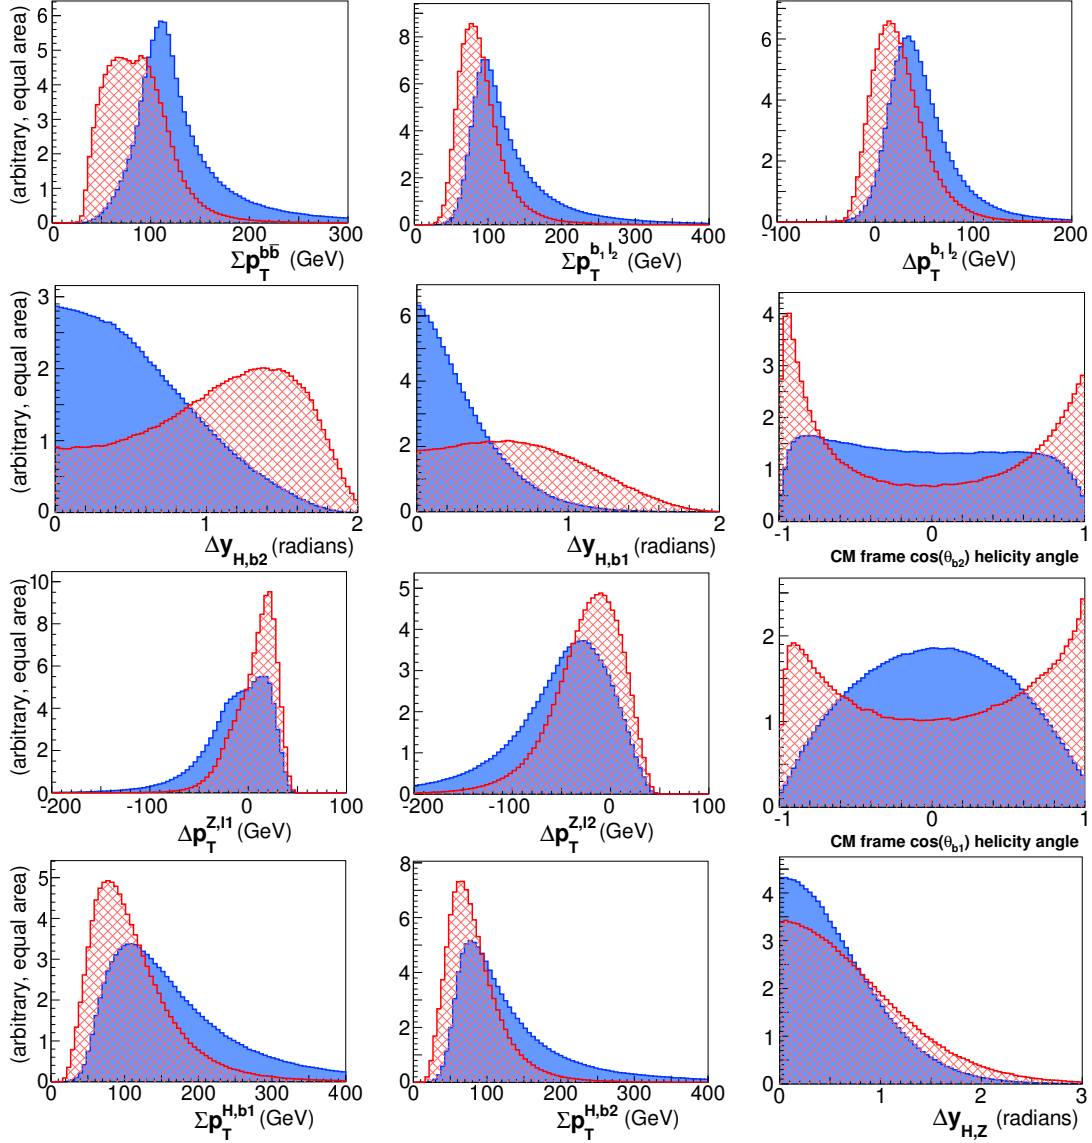 (arbitrary, equal area)
6
5
4
3
2
1
0
0 100 200 300
Σp_T^{bb̅} (GeV)
8
6
4
2
0
0 100 200 300 400
Σp_T^{b₁l₂} (GeV)
6
4
2
0
-100 0 100 200
Δp_T^{b₁l₂} (GeV)
(arbitrary, equal area)
3
2
1
0
0 1 2
Δy_{H,b2} (radians)
6
5
4
3
2
1
0
0 1 2
Δy_{H,b1} (radians)
4
3
2
1
0
-1 0 1
CM frame cos(θ_{b2}) helicity angle
(arbitrary, equal area)
10
8
6
4
2
0
-200 -100 0 100
Δp_T^{Z,l1} (GeV)
5
4
3
2
1
0
-200 -100 0 100
Δp_T^{Z,l2} (GeV)
2
1
0
-1 0 1
CM frame cos(θ_{b1}) helicity angle
(arbitrary, equal area)
5
4
3
2
1
0
0 100 200 300 400
Σp_T^{H,b1} (GeV)
8
6
4
2
0
0 100 200 300 400
Σp_T^{H,b2} (GeV)
4
3
2
1
0
0 1 2 3
Δy_{H,Z} (radians)